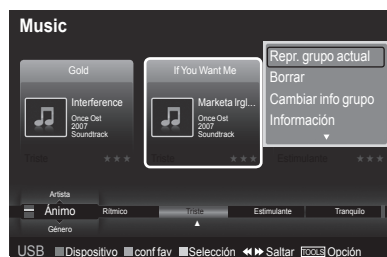 Music
Gold
Interference
Once Ost
2007
Soundtrack
Triste
If You Want Me
Marketa Irgl...
Once Ost
2007
Soundtrack
Triste
Repr. grupo actual
Borrar
Cambiar info grupo
Información
Estimulante
Artista
Ánimo
Género
Rítmico
Triste
Estimulante
Tranquilo
USB Dispositivo conf fav Selección Saltar TOOLS Opción